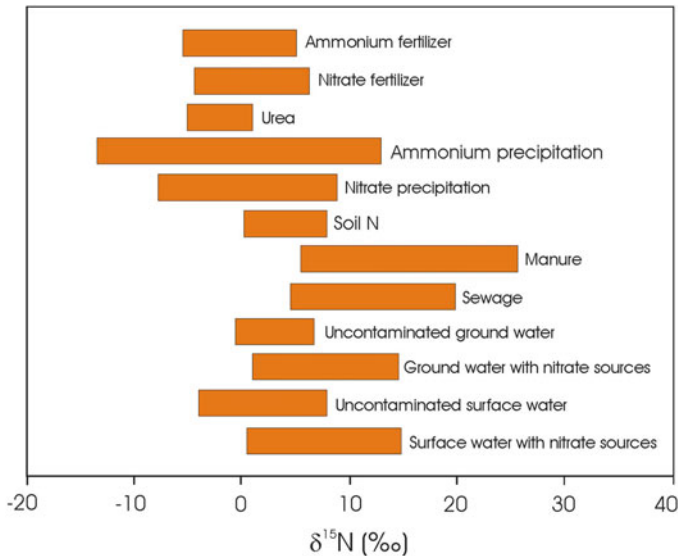 Ammonium fertilizer
Nitrate fertilizer
Urea
Ammonium precipitation
Nitrate precipitation
Soil N
Manure
Sewage
Uncontaminated ground water
Ground water with nitrate sources
Uncontaminated surface water
Surface water with nitrate sources
-20 -10 0 10 20 30 40
δ¹⁵N (‰)